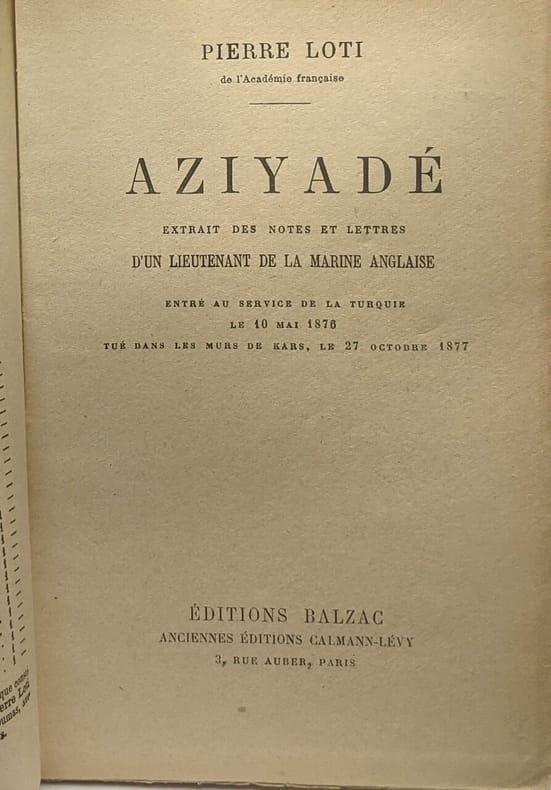 PIERRE LOTI
de l'Académie française
AZIYADÉ
EXTRAIT DES NOTES ET LETTRES
D'UN LIEUTENANT DE LA MARINE ANGLAISE
ENTRÉ AU SERVICE DE LA TURQUIE
LE 10 MAI 1876
TUÉ DANS LES MURS DE KARS, LE 27 OCTOBRE 1877
ÉDITIONS BALZAC
ANCIENNES ÉDITIONS CALMANN-LÉVY
3, RUE AUBER, PARIS